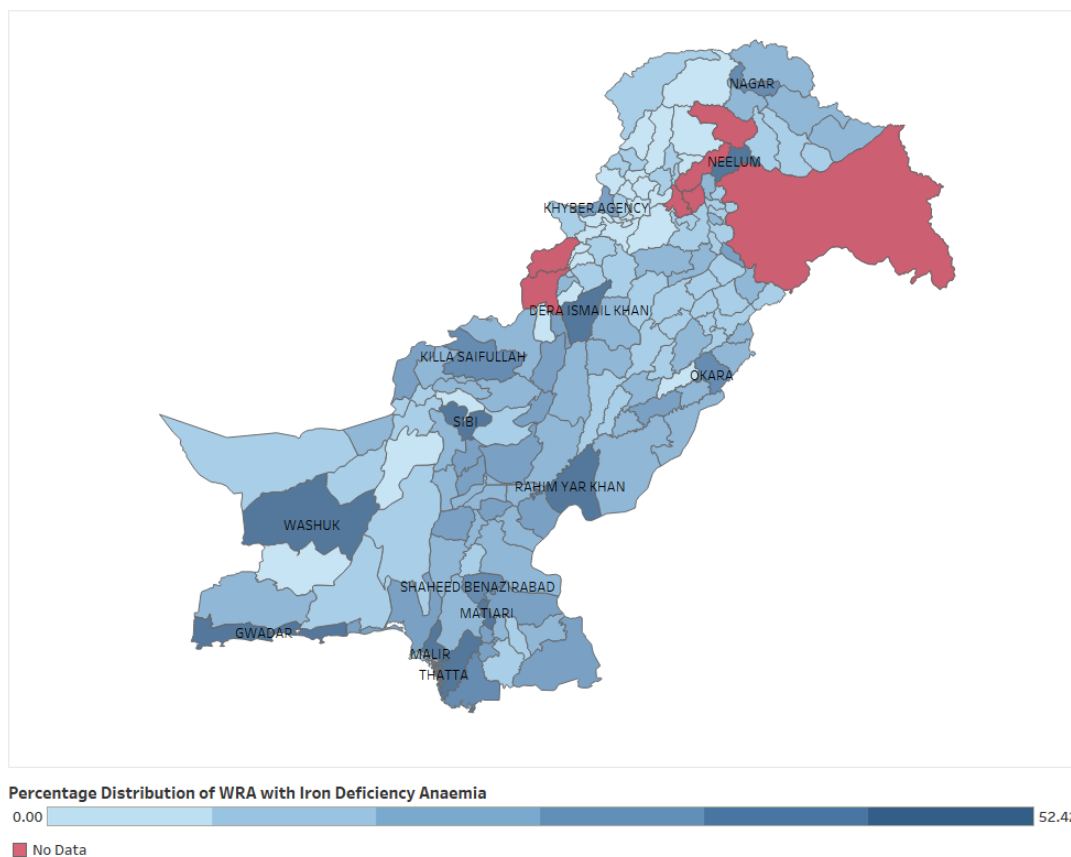 NAGAR
NEELUM
KHYBER AGENCY
DERA ISMAIL KHAN
KILLA SAIFULLAH
OKARA
SIBI
RAHIM YAR KHAN
WASHUK
SHAHEED BENAZIRABAD
MATIARI
GWADAR
MALIR
THATTA
Percentage Distribution of WRA with Iron Deficiency Anaemia
0.00 52.42
No Data